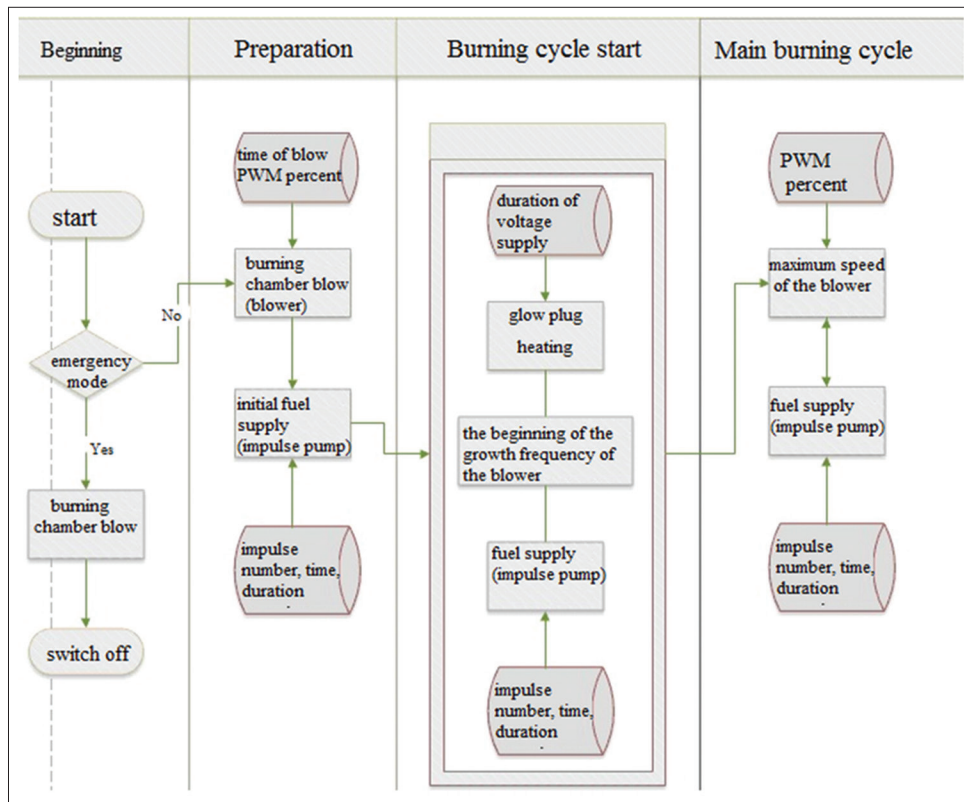 Beginning
Preparation
Burning cycle start
Main burning cycle
start
emergency
mode
No
Yes
burning
chamber blow
switch off
time of blow
PWM percent
burning
chamber blow
(blower)
initial fuel
supply
(impulse pump)
impulse
number, time,
duration
.
duration of
voltage
supply
glow plug
heating
the beginning of the
growth frequency of
the blower
fuel supply
(impulse pump)
impulse
number, time,
duration
.
PWM
percent
maximum speed
of the blower
fuel supply
(impulse pump)
impulse
number, time,
duration
.